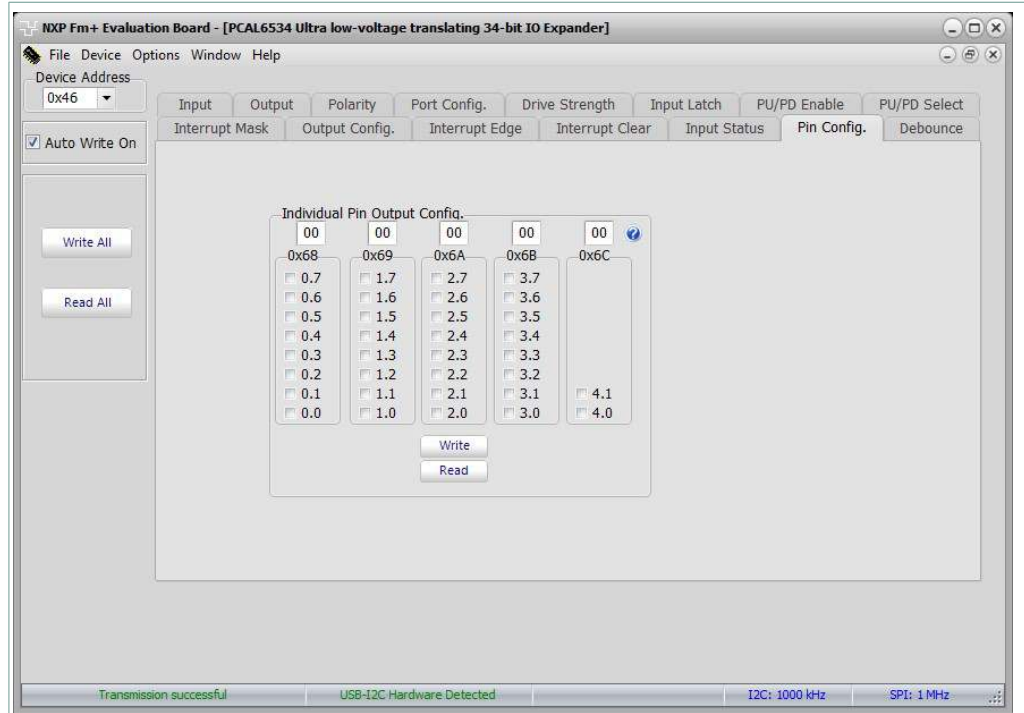 NXP Fm+ Evaluation Board - [PCAL6534 Ultra low-voltage translating 34-bit IO Expander]
File Device Options Window Help
Device Address
0x46
Auto Write On
Write All
Read All
Input Output Polarity Port Config. Drive Strength Input Latch PU/PD Enable PU/PD Select
Interrupt Mask Output Config. Interrupt Edge Interrupt Clear Input Status Pin Config. Debounce
Individual Pin Output Config.
00 00 00 00 00 ?
0x68 0x69 0x6A 0x6B 0x6C
0.7 1.7 2.7 3.7
0.6 1.6 2.6 3.6
0.5 1.5 2.5 3.5
0.4 1.4 2.4 3.4
0.3 1.3 2.3 3.3
0.2 1.2 2.2 3.2
0.1 1.1 2.1 3.1 4.1
0.0 1.0 2.0 3.0 4.0
Write
Read
Transmission successful USB-I2C Hardware Detected I2C: 1000 kHz SPI: 1 MHz